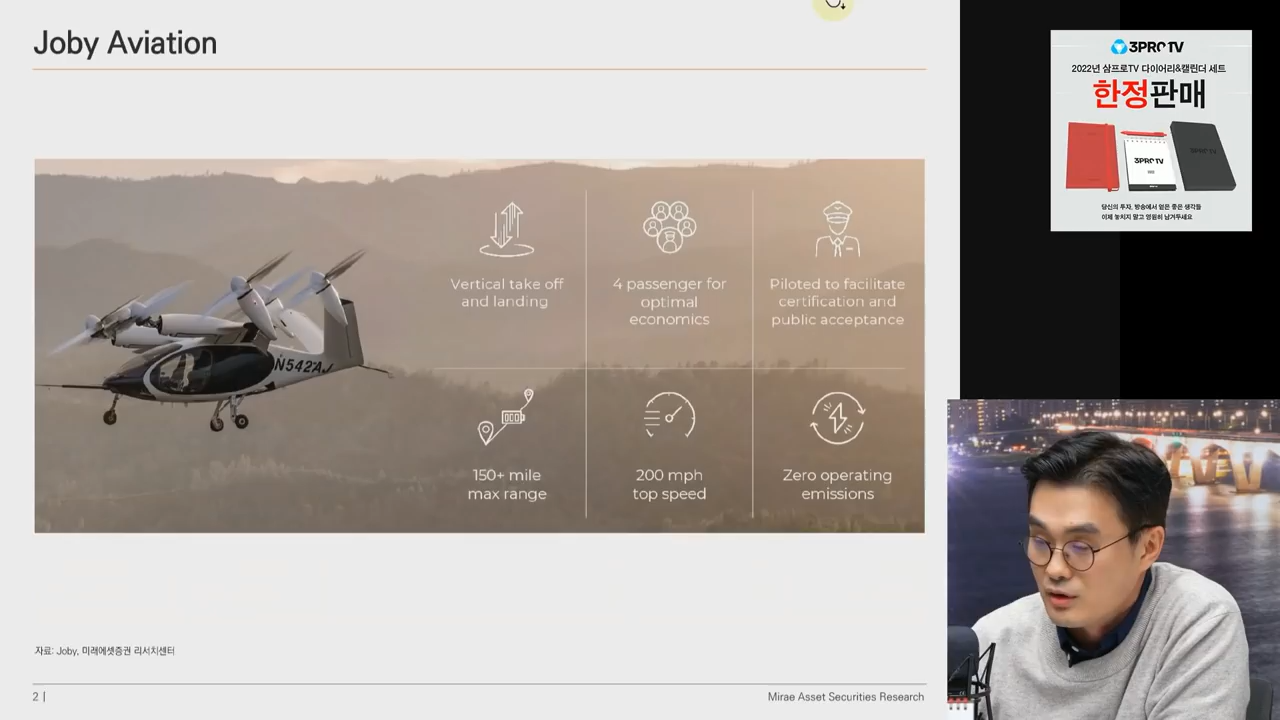 Joby Aviation
N542AJ
Vertical take off
and landing
4 passenger for
optimal
economics
Piloted to facilitate
certification and
public acceptance
150+ mile
max range
200 mph
top speed
Zero operating
emissions
자료: Joby, 미래에셋증권 리서치센터
2 |
Mirae Asset Securities Research
3PRO TV
2022년 삼프로TV 다이어리&캘린더 세트
한정판매
3PRO TV
3PRO TV
당신의 투자, 방송에서 얻은 좋은 생각들
이제 놓치지 말고 영원히 남겨두세요